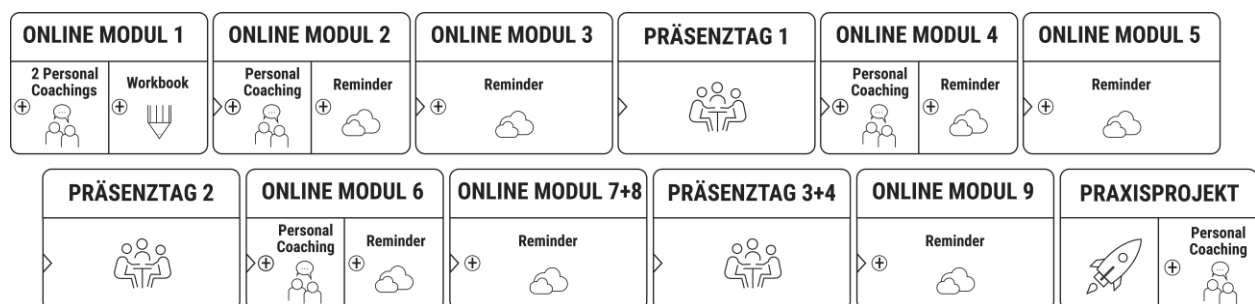 ONLINE MODUL 1
2 Personal
Coachings
Workbook
ONLINE MODUL 2
Personal
Coaching
Reminder
ONLINE MODUL 3
Reminder
PRÄSENZTAG 1
ONLINE MODUL 4
Personal
Coaching
Reminder
ONLINE MODUL 5
Reminder
PRÄSENZTAG 2
ONLINE MODUL 6
Personal
Coaching
Reminder
ONLINE MODUL 7+8
Reminder
PRÄSENZTAG 3+4
ONLINE MODUL 9
Reminder
PRAXISPROJEKT
Personal
Coaching